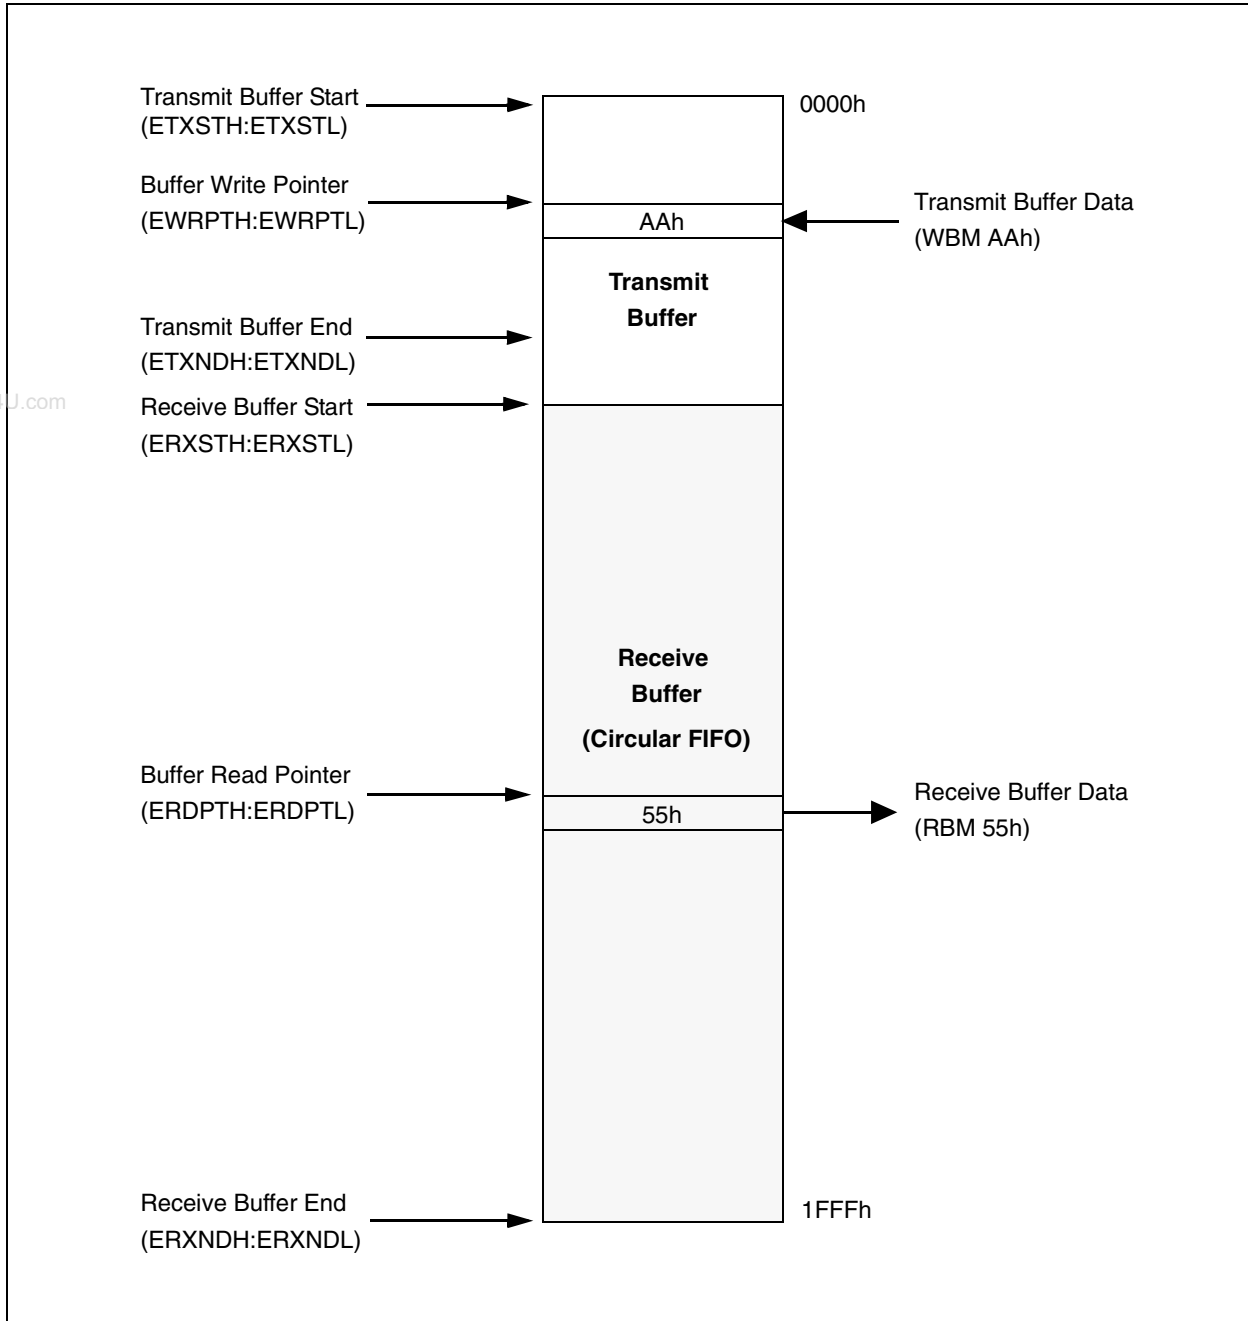 Transmit Buffer Start
(ETXSTH:ETXSTL)
0000h
Buffer Write Pointer
(EWRPTH:EWRPTL)
AAh
Transmit Buffer Data
(WBM AAh)
Transmit
Buffer
Transmit Buffer End
(ETXNDH:ETXNDL)
U.com
Receive Buffer Start
(ERXSTH:ERXSTL)
Receive
Buffer
(Circular FIFO)
Buffer Read Pointer
(ERDPTH:ERDPTL)
55h
Receive Buffer Data
(RBM 55h)
Receive Buffer End
(ERXNDH:ERXNDL)
1FFFh